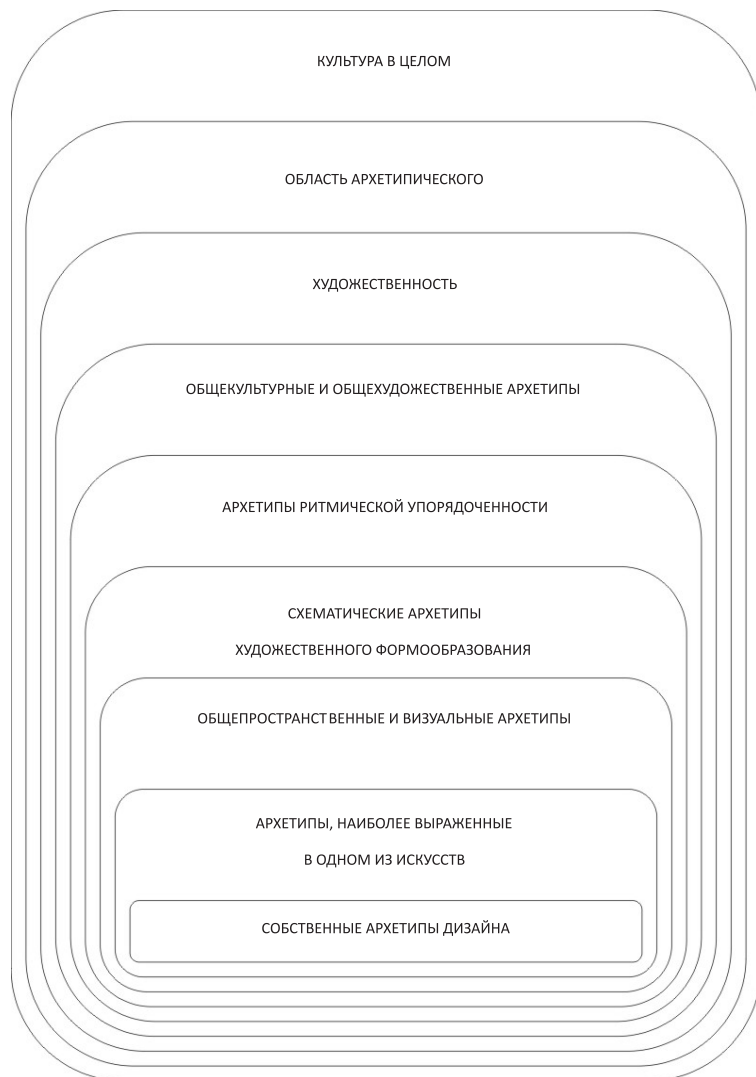 КУЛЬТУРА В ЦЕЛОМ
ОБЛАСТЬ АРХЕТИПИЧЕСКОГО
ХУДОЖЕСТВЕННОСТЬ
ОБЩЕКУЛЬТУРНЫЕ И ОБЩЕХУДОЖЕСТВЕННЫЕ АРХЕТИПЫ
АРХЕТИПЫ РИТМИЧЕСКОЙ УПОРЯДОЧЕННОСТИ
СХЕМАТИЧЕСКИЕ АРХЕТИПЫ
ХУДОЖЕСТВЕННОГО ФОРМООБРАЗОВАНИЯ
ОБЩЕПРОСТРАНСТВЕННЫЕ И ВИЗУАЛЬНЫЕ АРХЕТИПЫ
АРХЕТИПЫ, НАИБОЛЕЕ ВЫРАЖЕННЫЕ
В ОДНОМ ИЗ ИСКУССТВ
СОБСТВЕННЫЕ АРХЕТИПЫ ДИЗАЙНА